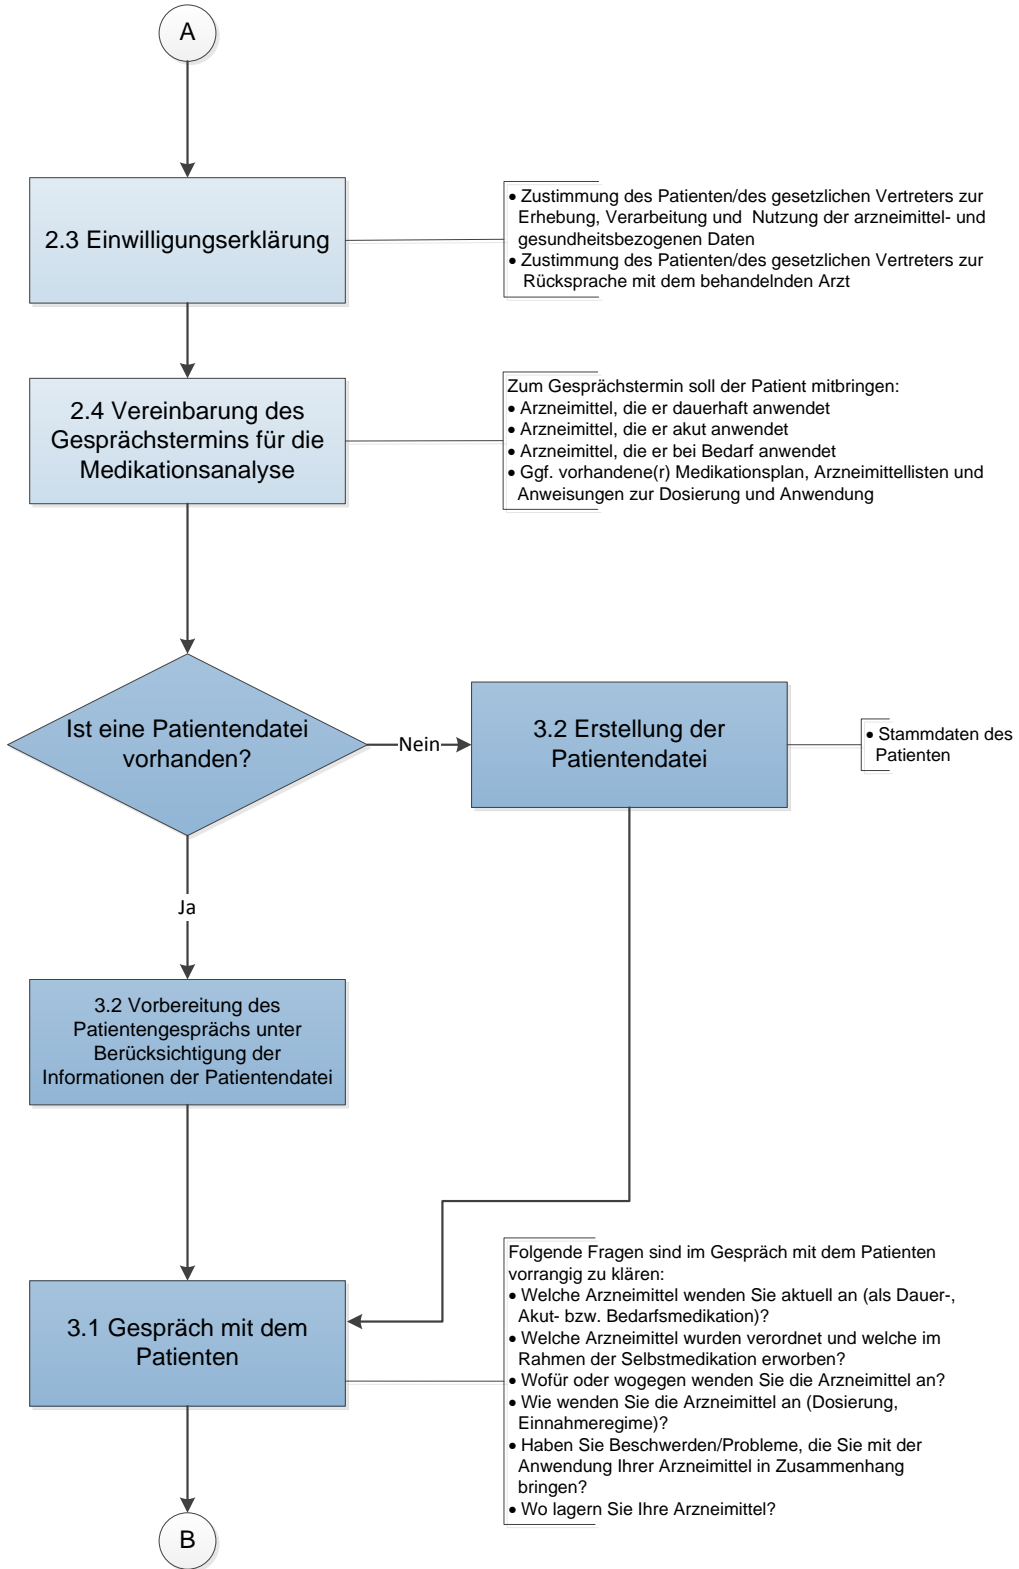 A
2.3 Einwilligungserklärung
• Zustimmung des Patienten/des gesetzlichen Vertreters zur
Erhebung, Verarbeitung und Nutzung der arzneimittel- und
gesundheitsbezogenen Daten
• Zustimmung des Patienten/des gesetzlichen Vertreters zur
Rücksprache mit dem behandelnden Arzt
2.4 Vereinbarung des
Gesprächstermins für die
Medikationsanalyse
Zum Gesprächstermin soll der Patient mitbringen:
• Arzneimittel, die er dauerhaft anwendet
• Arzneimittel, die er akut anwendet
• Arzneimittel, die er bei Bedarf anwendet
• Ggf. vorhandene(r) Medikationsplan, Arzneimittellisten und
Anweisungen zur Dosierung und Anwendung
Ist eine Patientendatei
vorhanden?
Nein
3.2 Erstellung der
Patientendatei
• Stammdaten des
Patienten
Ja
3.2 Vorbereitung des
Patientengesprächs unter
Berücksichtigung der
Informationen der Patientendatei
3.1 Gespräch mit dem
Patienten
Folgende Fragen sind im Gespräch mit dem Patienten
vorrangig zu klären:
• Welche Arzneimittel wenden Sie aktuell an (als Dauer-,
Akut- bzw. Bedarfsmedikation)?
• Welche Arzneimittel wurden verordnet und welche im
Rahmen der Selbstmedikation erworben?
• Wofür oder wogegen wenden Sie die Arzneimittel an?
• Wie wenden Sie die Arzneimittel an (Dosierung,
Einnahmeregime)?
• Haben Sie Beschwerden/Probleme, die Sie mit der
Anwendung Ihrer Arzneimittel in Zusammenhang
bringen?
• Wo lagern Sie Ihre Arzneimittel?
B